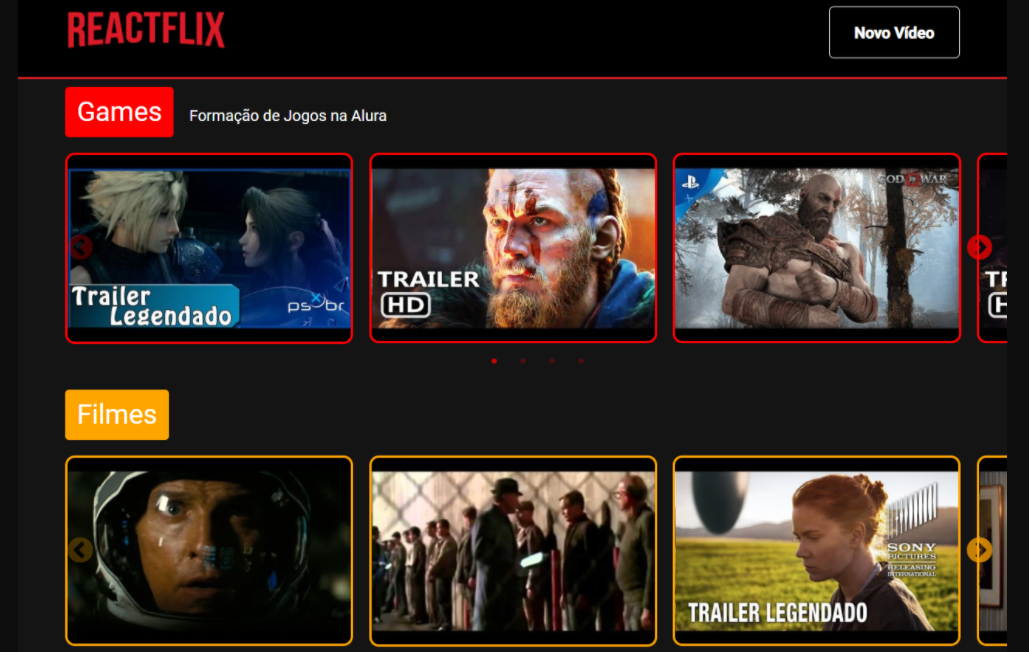 REACTFLIX
Novo Vídeo
Games
Formação de Jogos na Alura
Trailer
Legendado
ps br
TRAILER
HD
GOD WAR
TR
H
Filmes
SONY
PICTURES
RELEASING
INTERNATIONAL
TRAILER LEGENDADO